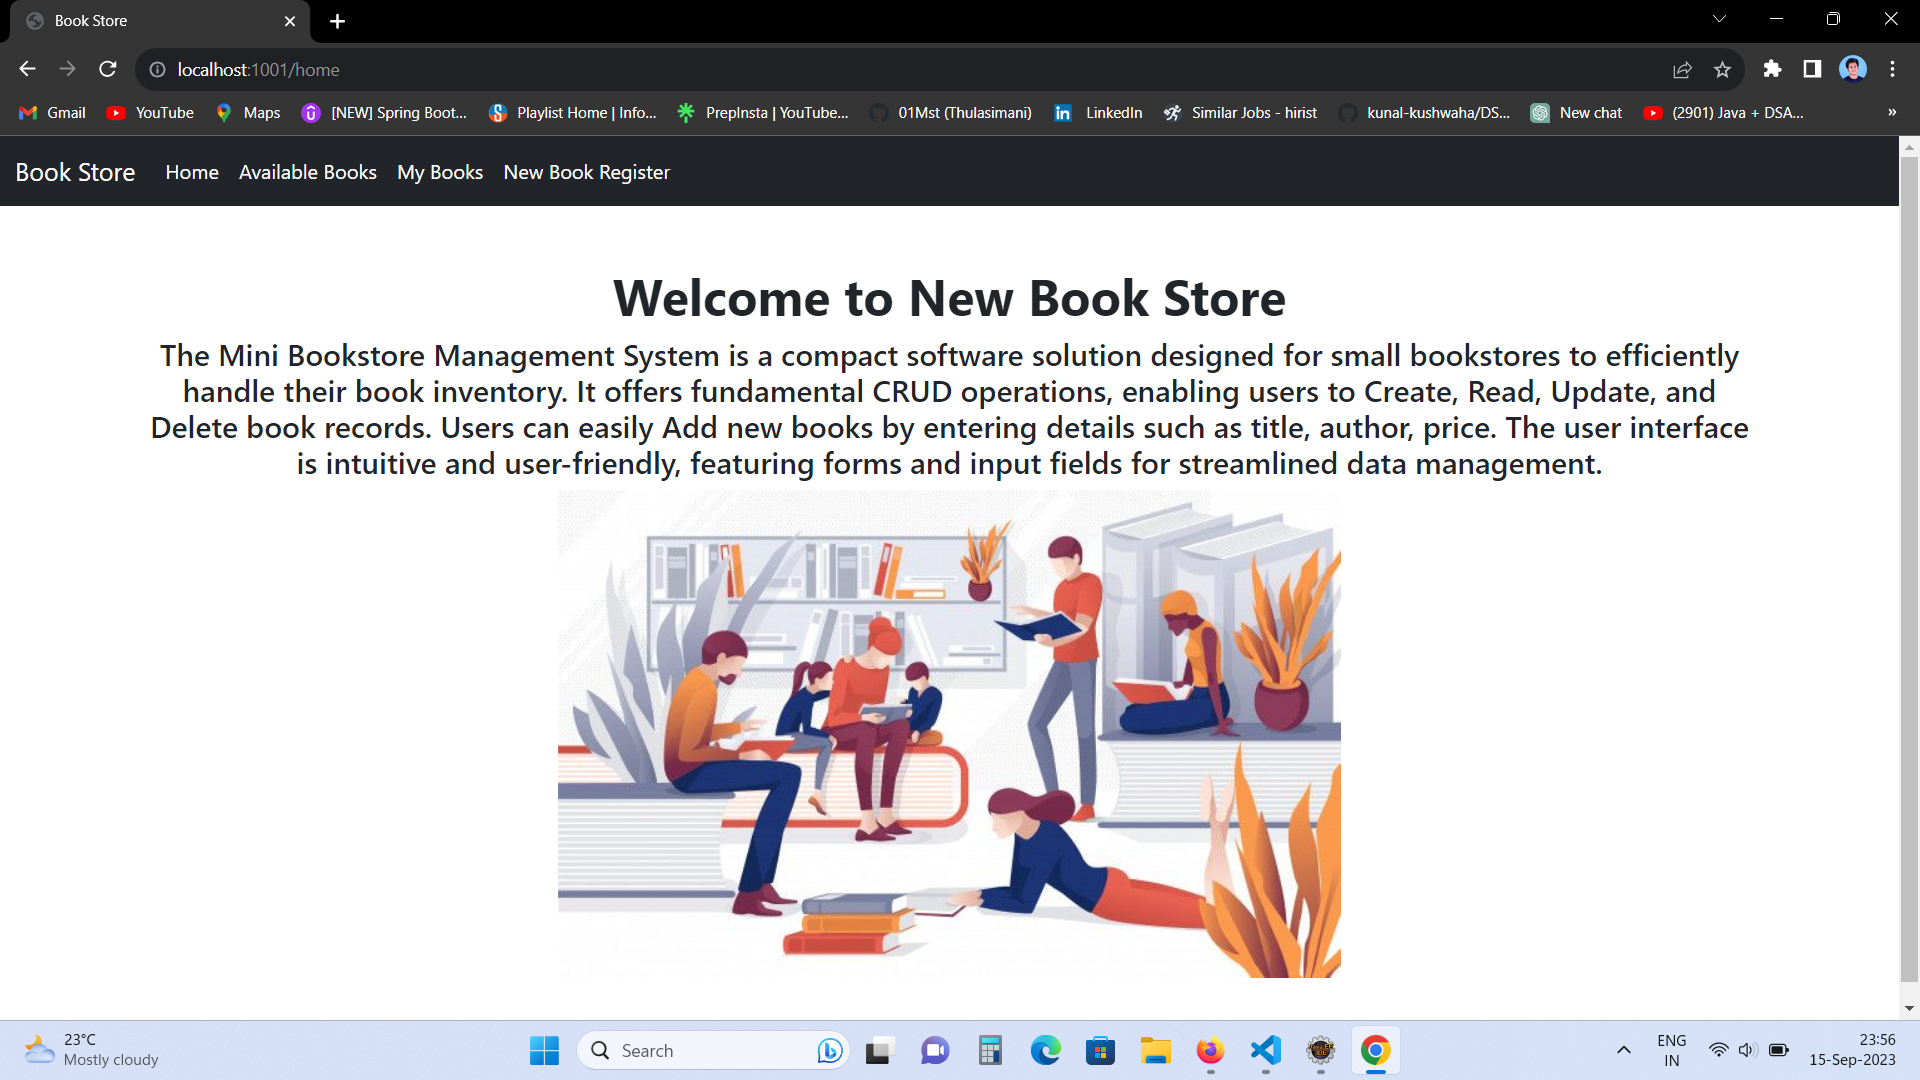 Book Store
localhost:1001/home
Gmail YouTube Maps [NEW] Spring Boot... Playlist Home | Info... PrepInsta | YouTube... 01Mst (Thulasimani) LinkedIn Similar Jobs - hirist kunal-kushwaha/DS... New chat (2901) Java + DSA... »
Book Store Home Available Books My Books New Book Register
Welcome to New Book Store
The Mini Bookstore Management System is a compact software solution designed for small bookstores to efficiently
handle their book inventory. It offers fundamental CRUD operations, enabling users to Create, Read, Update, and
Delete book records. Users can easily Add new books by entering details such as title, author, price. The user interface
is intuitive and user-friendly, featuring forms and input fields for streamlined data management.
23°C
Mostly cloudy
Search
ENG
IN
23:56
15-Sep-2023